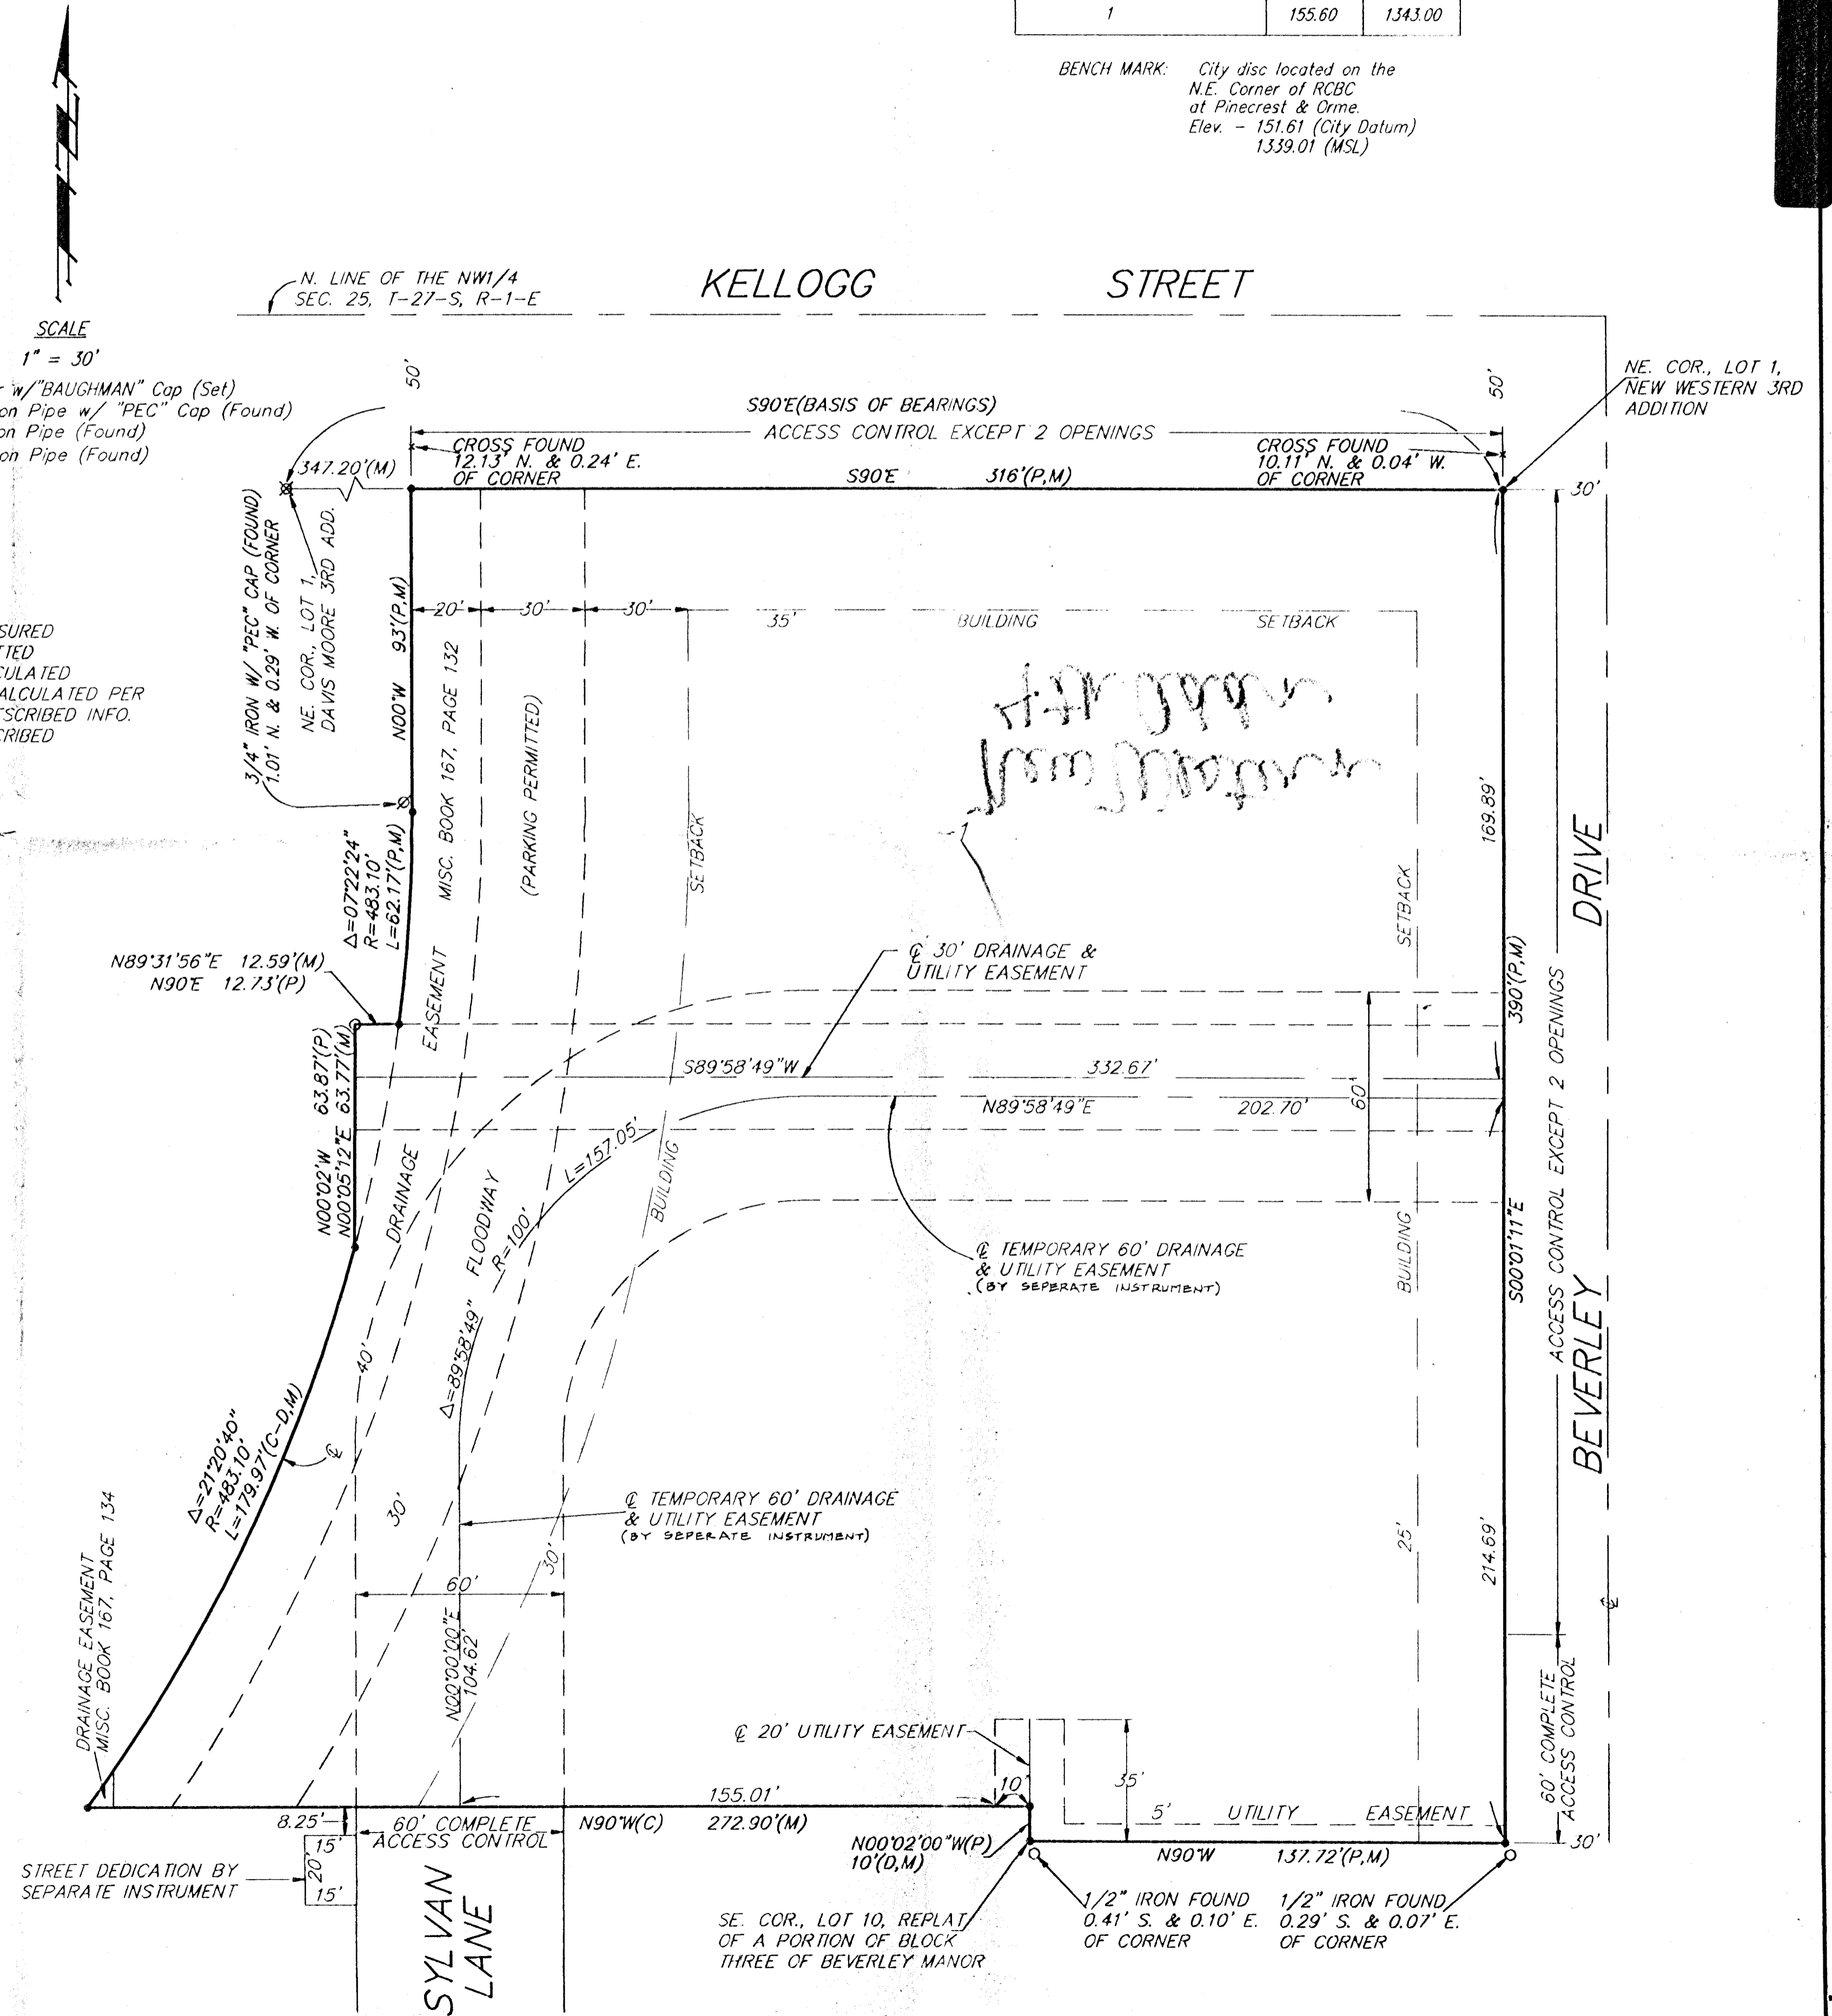 1 155.60 1343.00
BENCH MARK: City disc located on the
N.E. Corner of RCBC
at Pinecrest & Orme.
Elev. - 151.61 (City Datum)
1339.01 (MSL)
SCALE
1" = 30'
w/"BAUGHMAN" Cap (Set)
on Pipe w/ "PEC" Cap (Found)
on Pipe (Found)
on Pipe (Found)
SURED
TTED
CULATED
ALCULATED PER
SCRIBED INFO.
CRIBED
N. LINE OF THE NW1/4
SEC. 25, T-27-S, R-1-E
KELLOGG STREET
50'
50'
NE. COR., LOT 1,
NEW WESTERN 3RD
ADDITION
S90°E(BASIS OF BEARINGS)
ACCESS CONTROL EXCEPT 2 OPENINGS
CROSS FOUND
12.13' N. & 0.24' E.
OF CORNER
CROSS FOUND
10.11' N. & 0.04' W.
OF CORNER
347.20'(M)
S90°E 316'(P,M)
30'
3/4" IRON W/ "PEC" CAP (FOUND)
1.01' N. & 0.29' W. OF CORNER
NE. COR., LOT 1,
DAVIS MOORE 3RD ADD.
N00°W 93'(P,M)
20' 30' 30'
35' BUILDING SETBACK
MISC. BOOK 167, PAGE 132
EASEMENT
(PARKING PERMITTED)
SETBACK
New Western
4th Addn
169.89'
SETBACK
DRIVE
Δ=07°22'24"
R=483.10'
L=62.17'(P,M)
N89°31'56"E 12.59'(M)
N90°E 12.73'(P)
℄ 30' DRAINAGE &
UTILITY EASEMENT
390'(P,M)
ACCESS CONTROL EXCEPT 2 OPENINGS
S89°58'49"W 332.67'
N89°58'49"E 202.70'
60'
N00°02'W 63.87'(P)
N00°05'12"E 63.77'(M)
DRAINAGE
FLOODWAY
L=157.05'
R=100'
Δ=89°58'49"
BUILDING
℄ TEMPORARY 60' DRAINAGE
& UTILITY EASEMENT
(BY SEPERATE INSTRUMENT)
BUILDING
S00°01'11"E
BEVERLEY
40'
Δ=21°20'40"
R=483.10'
L=179.97'(C-D,M)
℄
30'
℄ TEMPORARY 60' DRAINAGE
& UTILITY EASEMENT
(BY SEPERATE INSTRUMENT)
30'
25'
214.69'
℄
60'
N00°00'00"E
104.62'
DRAINAGE EASEMENT
MISC. BOOK 167, PAGE 134
℄ 20' UTILITY EASEMENT
35'
10'
155.01'
5' UTILITY EASEMENT
60' COMPLETE
ACCESS CONTROL
30'
8.25'
60' COMPLETE
ACCESS CONTROL
N90°W(C) 272.90'(M)
N00°02'00"W(P)
10'(D,M)
N90°W 137.72'(P,M)
STREET DEDICATION BY
SEPARATE INSTRUMENT
15'
20'
15'
SYLVAN
LANE
SE. COR., LOT 10, REPLAT
OF A PORTION OF BLOCK
THREE OF BEVERLEY MANOR
1/2" IRON FOUND
0.41' S. & 0.10' E.
OF CORNER
1/2" IRON FOUND
0.29' S. & 0.07' E.
OF CORNER